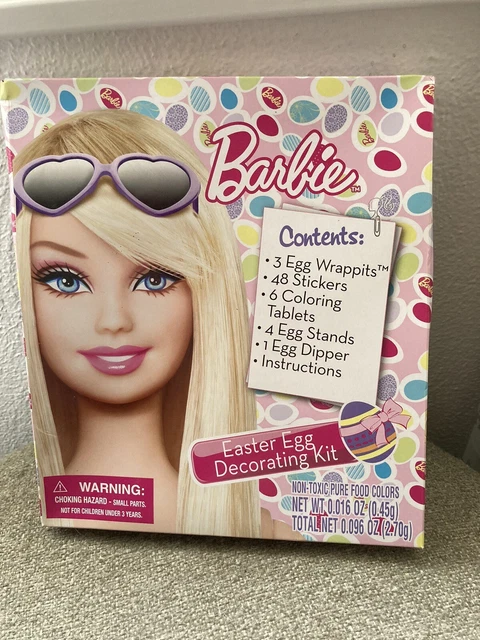 Barbie™
Contents:
• 3 Egg Wrappits™
• 48 Stickers
• 6 Coloring
Tablets
• 4 Egg Stands
• 1 Egg Dipper
• Instructions
Easter Egg
Decorating Kit
⚠ WARNING:
CHOKING HAZARD - SMALL PARTS.
NOT FOR CHILDREN UNDER 3 YEARS.
NON-TOXIC PURE FOOD COLORS
NET WT 0.016 OZ (0.45g)
TOTAL NET 0.096 OZ (2.70g)